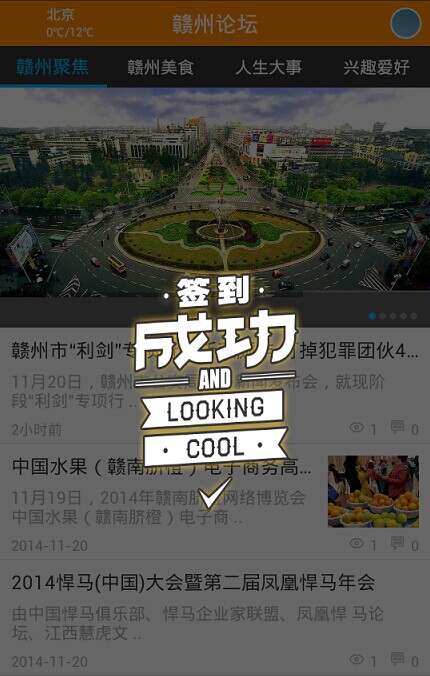 北京
0℃/12℃
赣州论坛
赣州聚焦
赣州美食
人生大事
兴趣爱好
·签到·
成功
AND
LOOKING
·COOL·
赣州市“利剑”专
掉犯罪团伙4...
11月20日，赣州
新闻发布会，就现阶
段“利剑”专项行 ..
2小时前
1
0
中国水果（赣南脐橙）电子商务高...
11月19日，2014年赣南脐橙网络博览会
中国水果（赣南脐橙）电子商 ..
2014-11-20
1
0
2014悍马(中国)大会暨第二届凤凰悍马年会
由中国悍马俱乐部、悍马企业家联盟、凤凰悍 马论
坛、江西慧虎文 ..
2014-11-20
1
0